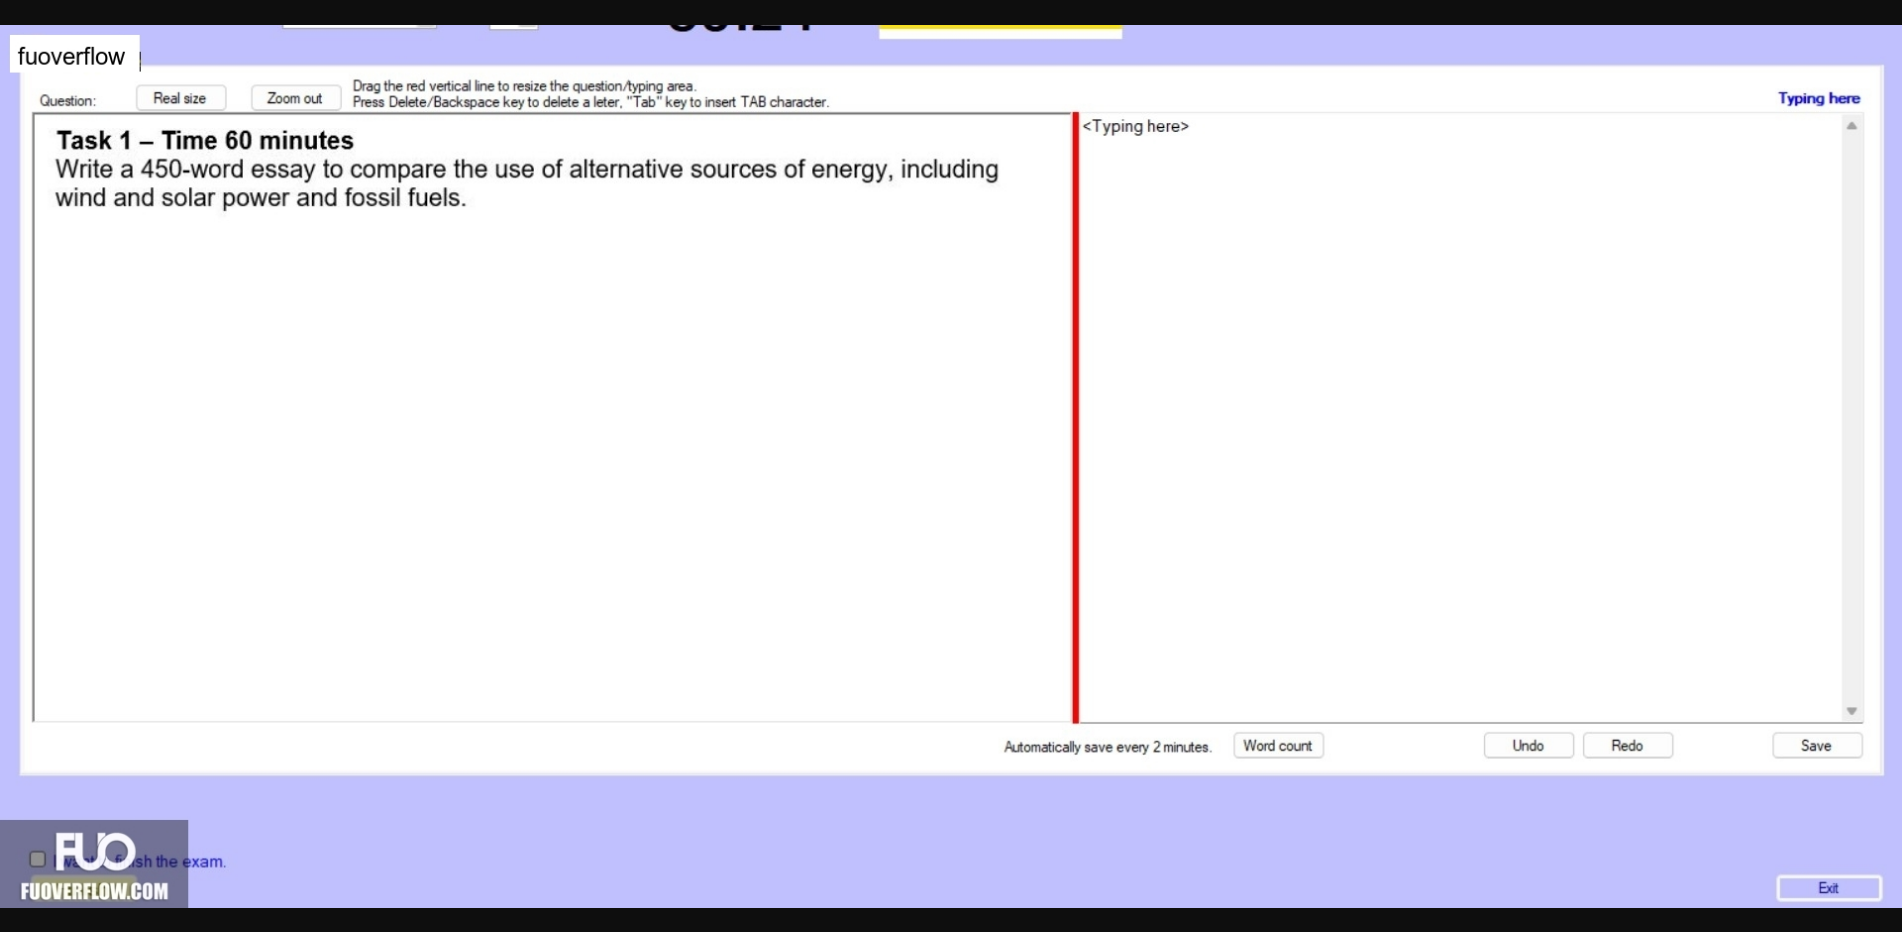 fuoverflow
Question:
Real size
Zoom out
Drag the red vertical line to resize the question/typing area.
Press Delete/Backspace key to delete a leter, "Tab" key to insert TAB character.
Typing here
Task 1 – Time 60 minutes
Write a 450-word essay to compare the use of alternative sources of energy, including
wind and solar power and fossil fuels.
<Typing here>
Automatically save every 2 minutes.
Word count
Undo
Redo
Save
FUO
sh the exam.
FUOVERFLOW.COM
Exit